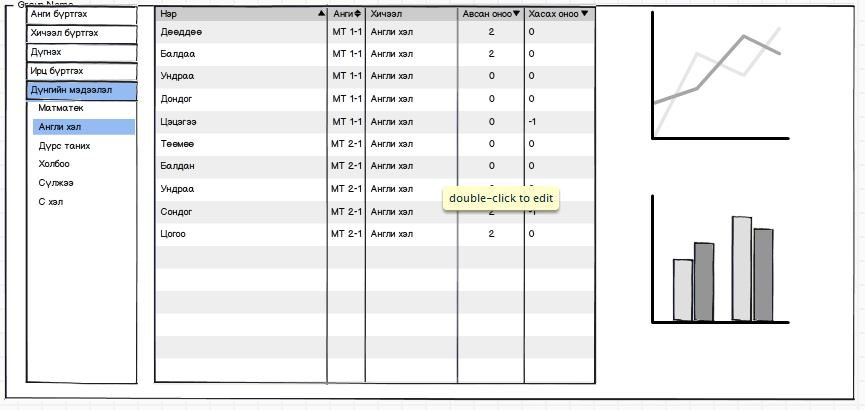 Group Name
Анги бүртгэх
Хичээл бүртгэх
Дүгнэх
Ирц бүртгэх
Дүнгийн мэдээлэл
Матматек
Англи хэл
Дүрс таних
Холбоо
Сүлжээ
С хэл
Нэр Анги Хичээл Авсан оноо Хасах оноо
Дөөддөө МТ 1-1 Англи хэл 2 0
Балдаа МТ 1-1 Англи хэл 2 0
Ундраа МТ 1-1 Англи хэл 0 0
Дондог МТ 1-1 Англи хэл 0 0
Цэцэгээ МТ 1-1 Англи хэл 0 -1
Төөмөө МТ 2-1 Англи хэл 0 0
Балдан МТ 2-1 Англи хэл 0 0
Ундраа МТ 2-1 Англи хэл
double-click to edit
Сондог МТ 2-1 Англи хэл 2 -1
Цогоо МТ 2-1 Англи хэл 2 0